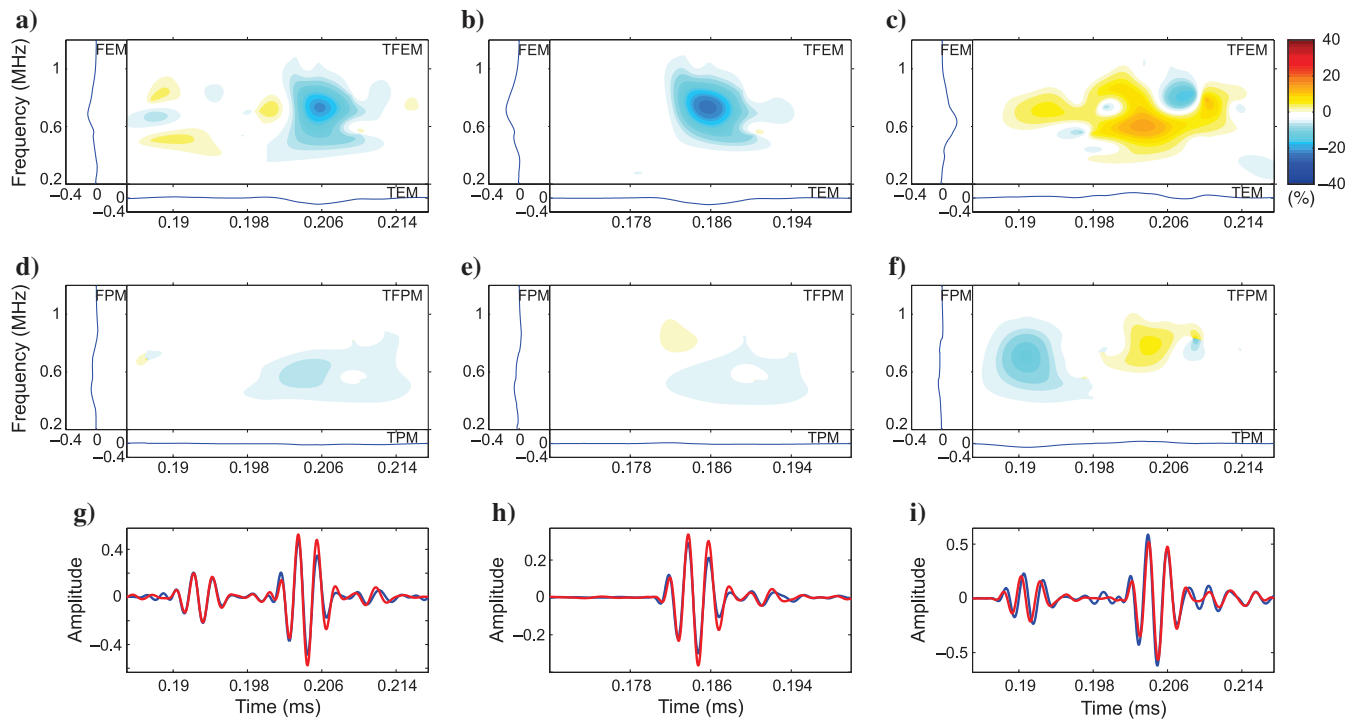 a)
b)
c)
FEM
TFEM
FEM
TFEM
FEM
TFEM
Frequency (MHz)
1
0.6
0.2
1
0.6
0.2
1
0.6
0.2
40
20
0
−20
−40
(%)
−0.4 0
0
−0.4
TEM
−0.4 0
0
−0.4
TEM
−0.4 0
0
−0.4
TEM
0.19 0.198 0.206 0.214
0.178 0.186 0.194
0.19 0.198 0.206 0.214
d)
e)
f)
FPM
TFPM
FPM
TFPM
FPM
TFPM
Frequency (MHz)
1
0.6
0.2
1
0.6
0.2
1
0.6
0.2
−0.4 0
0
−0.4
TPM
−0.4 0
0
−0.4
TPM
−0.4 0
0
−0.4
TPM
0.19 0.198 0.206 0.214
0.178 0.186 0.194
0.19 0.198 0.206 0.214
g)
h)
i)
Amplitude
0.4
0
−0.4
Amplitude
0.2
0
−0.2
Amplitude
0.5
0
−0.5
0.19 0.198 0.206 0.214
0.178 0.186 0.194
0.19 0.198 0.206 0.214
Time (ms)
Time (ms)
Time (ms)